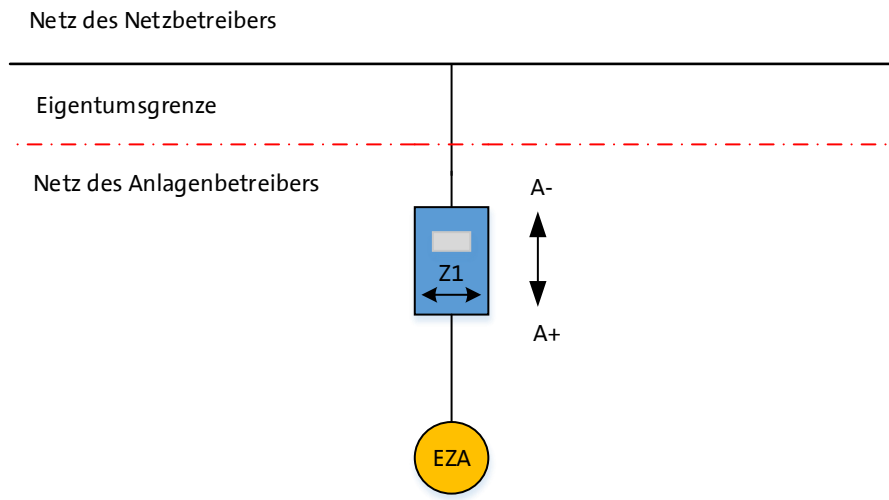 Netz des Netzbetreibers
Eigentumsgrenze
Netz des Anlagenbetreibers
A-
Z1
A+
EZA